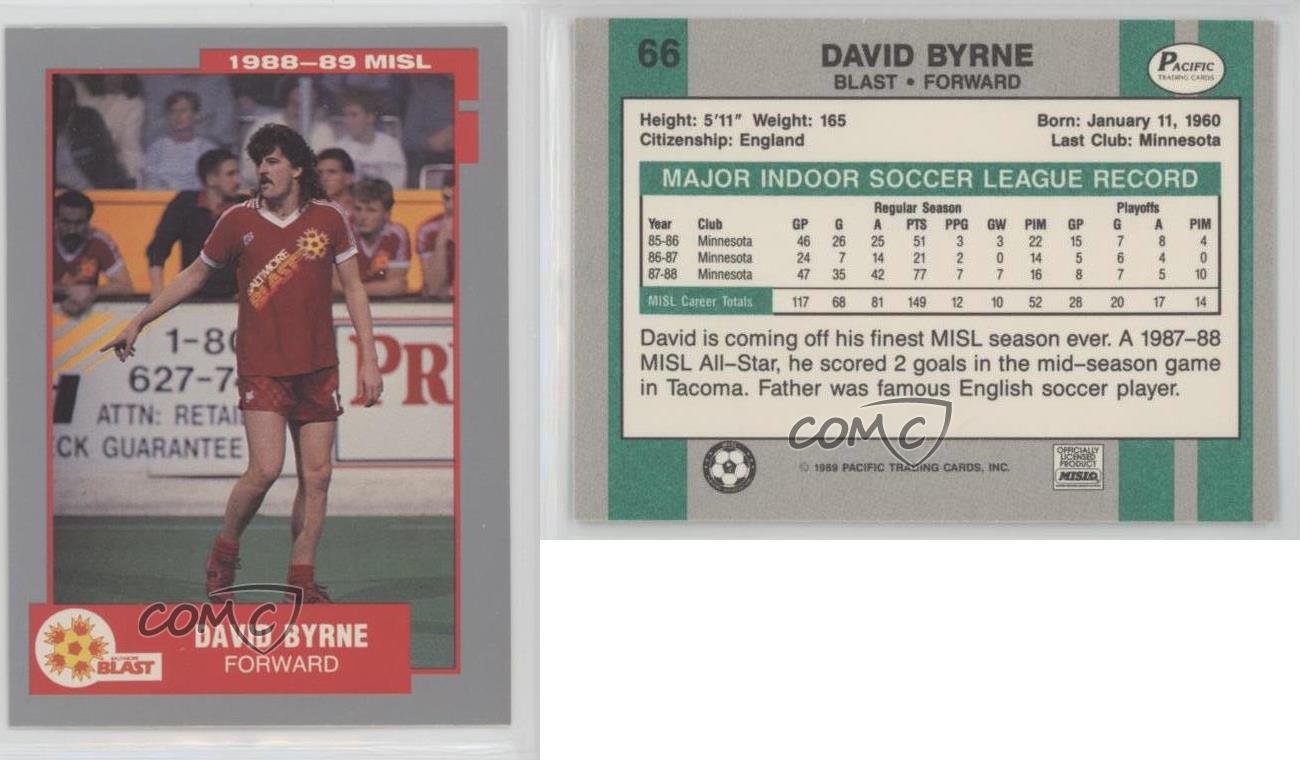 1988-89 MISL
BALTIMORE
BLAST
1-80
627-7
ATTN: RETAI
CK GUARANTEE
PR
1
COMC
DAVID BYRNE
FORWARD
BALTIMORE
BLAST
66
DAVID BYRNE
BLAST • FORWARD
PACIFIC
TRADING CARDS
Height: 5'11" Weight: 165
Born: January 11, 1960
Citizenship: England
Last Club: Minnesota
MAJOR INDOOR SOCCER LEAGUE RECORD
Regular Season Playoffs
Year Club GP G A PTS PPG GW PIM GP G A PIM
85-86 Minnesota 46 26 25 51 3 3 22 15 7 8 4
86-87 Minnesota 24 7 14 21 2 0 14 5 6 4 0
87-88 Minnesota 47 35 42 77 7 7 16 8 7 5 10
MISL Career Totals 117 68 81 149 12 10 52 28 20 17 14
David is coming off his finest MISL season ever. A 1987-88
MISL All-Star, he scored 2 goals in the mid-season game
in Tacoma. Father was famous English soccer player.
COMC
© 1989 PACIFIC TRADING CARDS, INC.
OFFICIALLY
LICENSED
PRODUCT
MISL